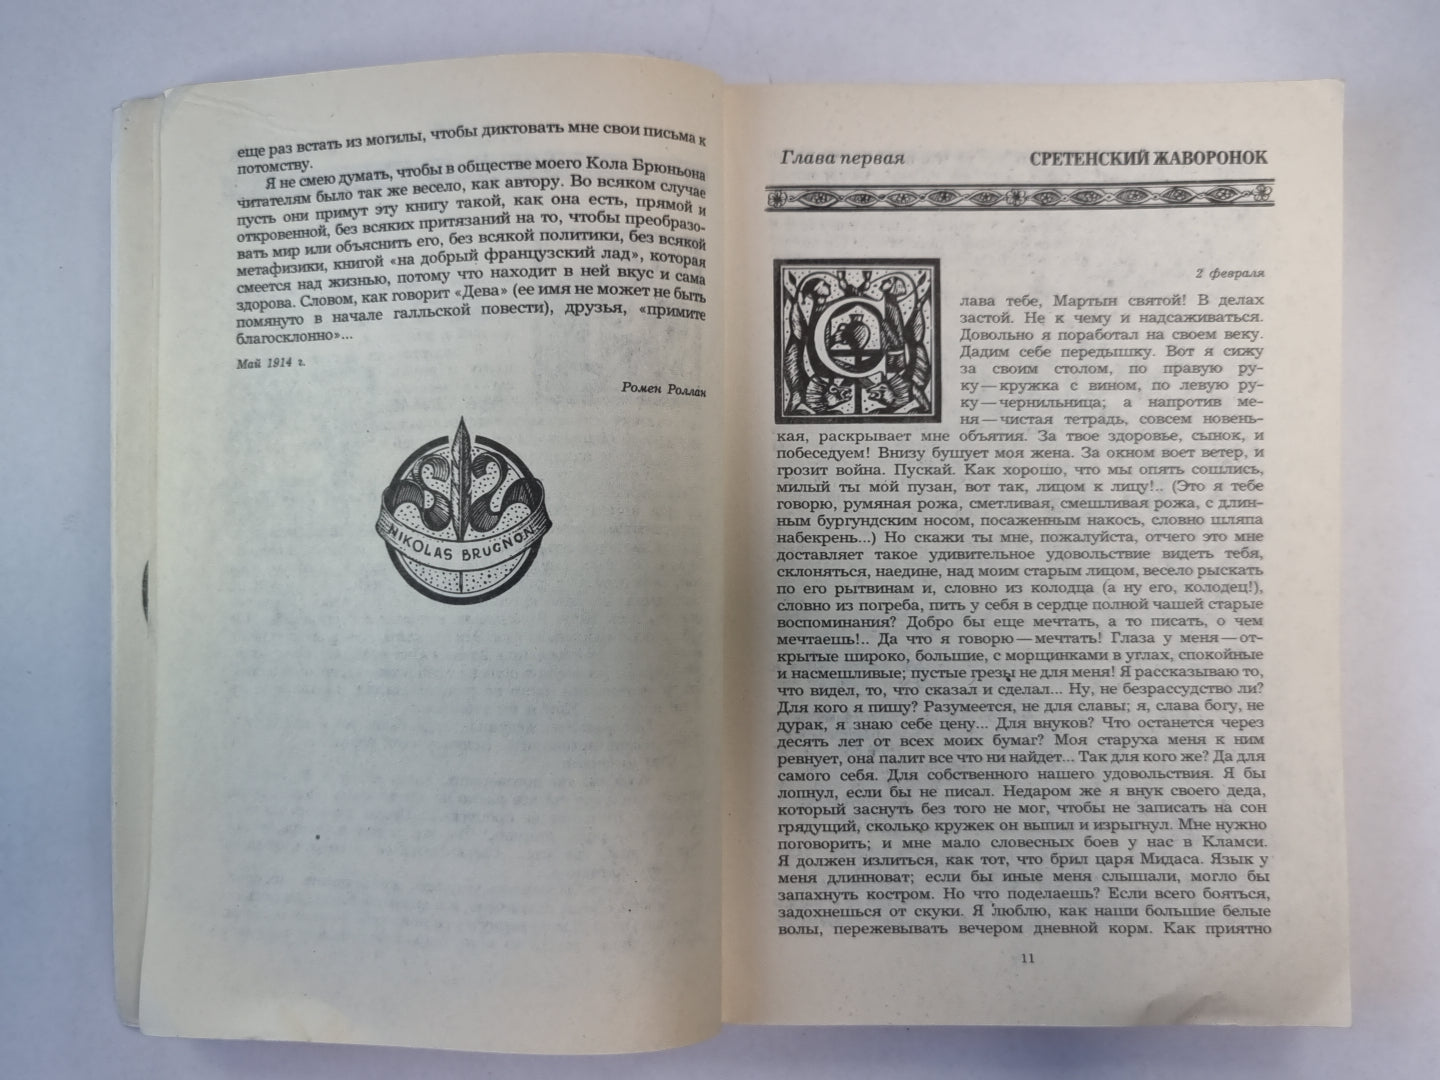 еще раз встать из могилы, чтобы диктовать мне свои письма к
потомству.
Я не смею думать, чтобы в обществе моего Кола Брюньона
читателям было так же весело, как автору. Во всяком случае
пусть они примут эту книгу такой, как она есть, прямой и
откровенной, без всяких притязаний на то, чтобы преобразо-
вать мир или объяснить его, без всякой политики, без всякой
метафизики, книгой «на добрый французский лад», которая
смеется над жизнью, потому что находит в ней вкус и сама
здорова. Словом, как говорит «Дева» (ее имя не может не быть
помянуто в начале галльской повести), друзья, «примите
благосклонно»...
Май 1914 г.
Ромен Роллан
NIKOLAS BRUGNON
Глава первая СРЕТЕНСКИЙ ЖАВОРОНОК
2 февраля
С
лава тебе, Мартын святой! В делах
застой. Не к чему и надсаживаться.
Довольно я поработал на своем веку.
Дадим себе передышку. Вот я сижу
за своим столом, по правую ру-
ку — кружка с вином, по левую ру-
ку — чернильница; а напротив ме-
ня — чистая тетрадь, совсем новень-
кая, раскрывает мне объятия. За твое здоровье, сынок, и
побеседуем! Внизу бушует моя жена. За окном воет ветер, и
грозит война. Пускай. Как хорошо, что мы опять сошлись,
милый ты мой пузан, вот так, лицом к лицу!.. (Это я тебе
говорю, румяная рожа, сметливая, смешливая рожа, с длин-
ным бургундским носом, посаженным накось, словно шляпа
набекрень...) Но скажи ты мне, пожалуйста, отчего это мне
доставляет такое удивительное удовольствие видеть тебя,
склоняться, наедине, над моим старым лицом, весело рыскать
по его рытвинам и, словно из колодца (а ну его, колодец!),
словно из погреба, пить у себя в сердце полной чашей старые
воспоминания? Добро бы еще мечтать, а то писать, о чем
мечтаешь!.. Да что я говорю — мечтать! Глаза у меня — от-
крытые широко, большие, с морщинками в углах, спокойные
и насмешливые; пустые грезы не для меня! Я рассказываю то,
что видел, то, что сказал и сделал... Ну, не безрассудство ли?
Для кого я пишу? Разумеется, не для славы; я, слава богу, не
дурак, я знаю себе цену... Для внуков? Что останется через
десять лет от всех моих бумаг? Моя старуха меня к ним
ревнует, она палит все что ни найдет... Так для кого же? Да для
самого себя. Для собственного нашего удовольствия. Я бы
лопнул, если бы не писал. Недаром же я внук своего деда,
который заснуть без того не мог, чтобы не записать на сон
грядущий, сколько кружек он выпил и изрыгнул. Мне нужно
поговорить; и мне мало словесных боев у нас в Кламси.
Я должен излиться, как тот, что брил царя Мидаса. Язык у
меня длинноват; если бы иные меня слышали, могло бы
запахнуть костром. Но что поделаешь? Если всего бояться,
задохнешься от скуки. Я люблю, как наши большие белые
волы, пережевывать вечером дневной корм. Как приятно
11